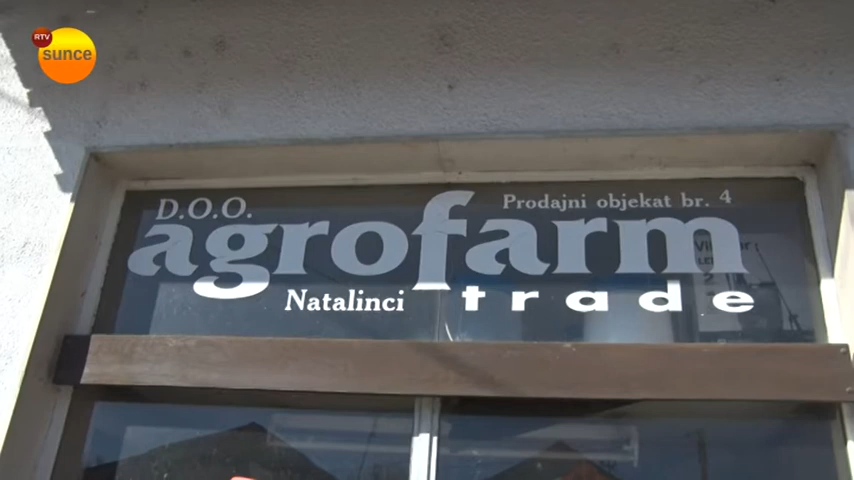 RTV
sunce
D.O.O.
Prodajni objekat br. 4
agrofarm
Natalinci
trade